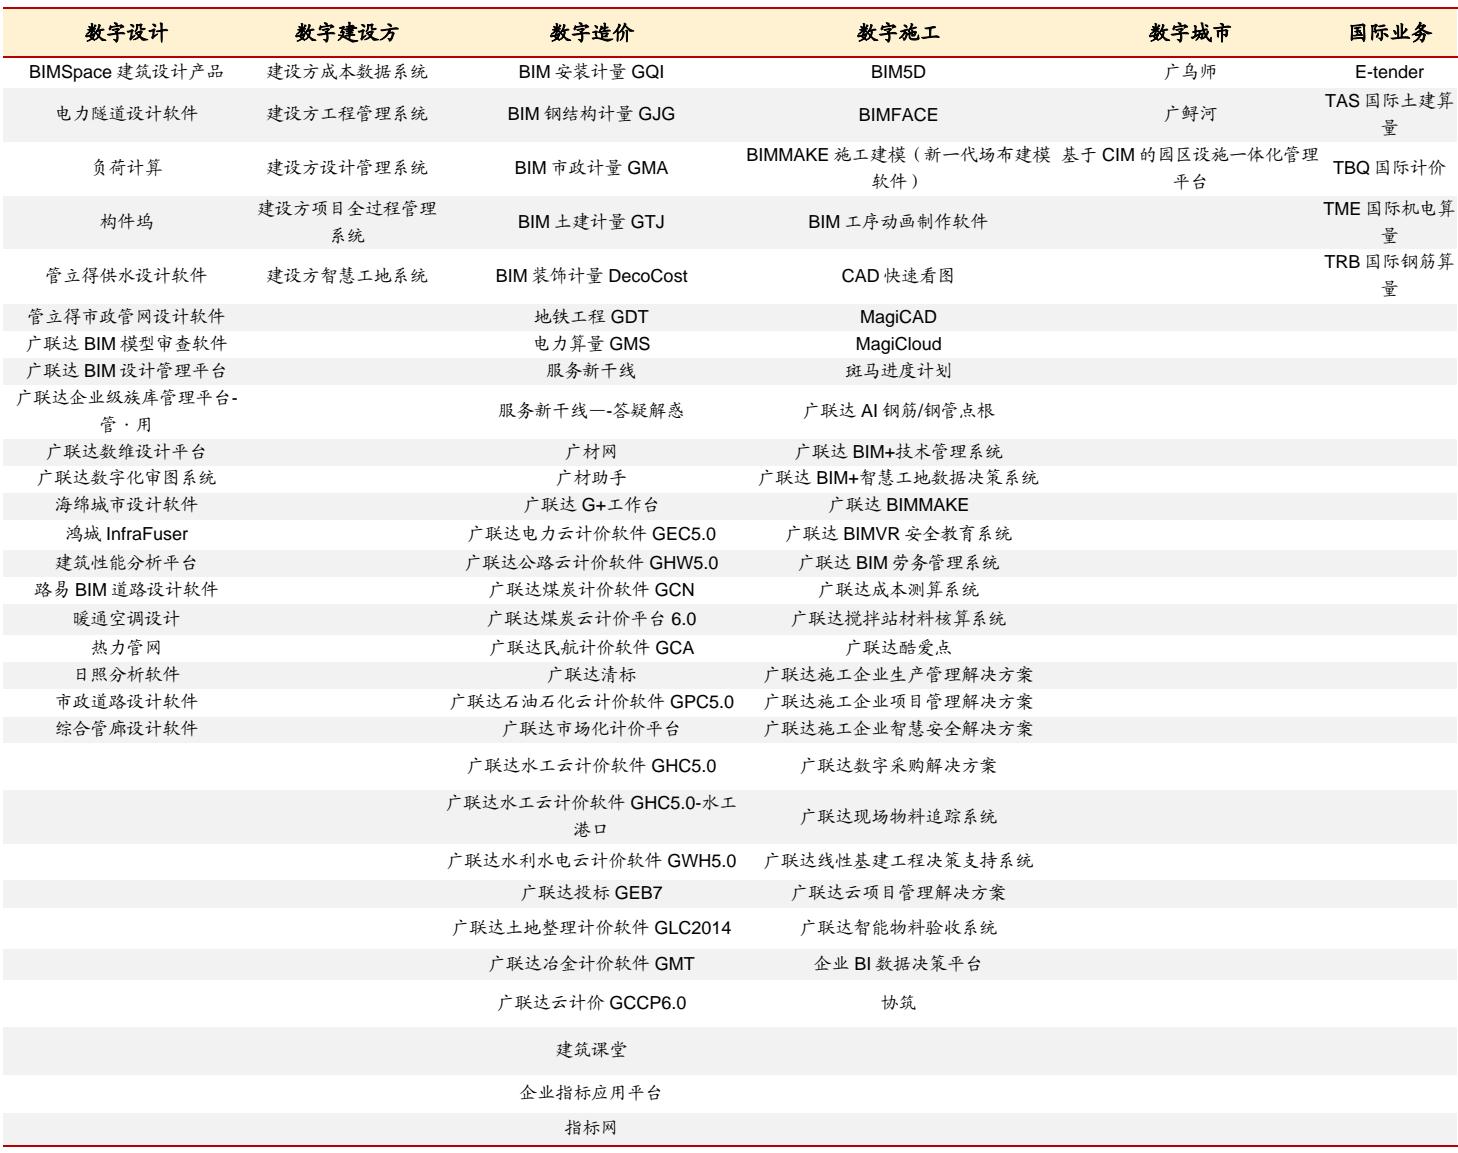 数字设计 数字建设方 数字造价 数字施工 数字城市 国际业务
BIMSpace 建筑设计产品 建设方成本数据系统 BIM 安装计量 GQI BIM5D 广乌师 E-tender
电力隧道设计软件 建设方工程管理系统 BIM 钢结构计量 GJG BIMFACE 广鲟河 TAS 国际土建算
量
负荷计算 建设方设计管理系统 BIM 市政计量 GMA BIMMAKE 施工建模（新一代场布建模 基于 CIM 的园区设施一体化管理 TBQ 国际计价
软件） 平台
构件坞 建设方项目全过程管理 BIM 土建计量 GTJ BIM 工序动画制作软件 TME 国际机电算
系统 量
管立得供水设计软件 建设方智慧工地系统 BIM 装饰计量 DecoCost CAD 快速看图 TRB 国际钢筋算
量
管立得市政管网设计软件 地铁工程 GDT MagiCAD
广联达 BIM 模型审查软件 电力算量 GMS MagiCloud
广联达 BIM 设计管理平台 服务新干线 斑马进度计划
广联达企业级族库管理平台- 服务新干线—-答疑解惑 广联达 AI 钢筋/钢管点根
管·用
广联达数维设计平台 广材网 广联达 BIM+技术管理系统
广联达数字化审图系统 广材助手 广联达 BIM+智慧工地数据决策系统
海绵城市设计软件 广联达 G+工作台 广联达 BIMMAKE
鸿城 InfraFuser 广联达电力云计价软件 GEC5.0 广联达 BIMVR 安全教育系统
建筑性能分析平台 广联达公路云计价软件 GHW5.0 广联达 BIM 劳务管理系统
路易 BIM 道路设计软件 广联达煤炭计价软件 GCN 广联达成本测算系统
暖通空调设计 广联达煤炭云计价平台 6.0 广联达搅拌站材料核算系统
热力管网 广联达民航计价软件 GCA 广联达酷爱点
日照分析软件 广联达清标 广联达施工企业生产管理解决方案
市政道路设计软件 广联达石油石化云计价软件 GPC5.0 广联达施工企业项目管理解决方案
综合管廊设计软件 广联达市场化计价平台 广联达施工企业智慧安全解决方案
广联达水工云计价软件 GHC5.0 广联达数字采购解决方案
广联达水工云计价软件 GHC5.0-水工 广联达现场物料追踪系统
港口
广联达水利水电云计价软件 GWH5.0 广联达线性基建工程决策支持系统
广联达投标 GEB7 广联达云项目管理解决方案
广联达土地整理计价软件 GLC2014 广联达智能物料验收系统
广联达冶金计价软件 GMT 企业 BI 数据决策平台
广联达云计价 GCCP6.0 协筑
建筑课堂
企业指标应用平台
指标网